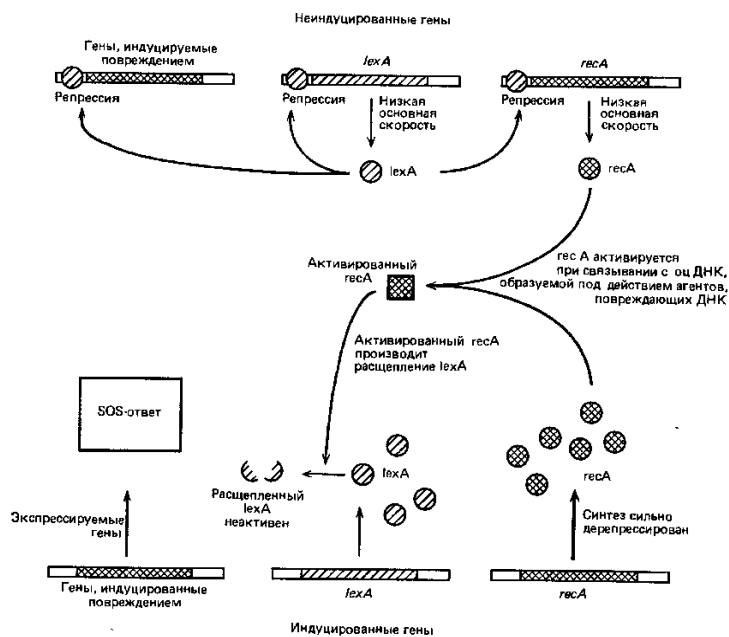 Неиндуцированные гены
Гены, индуцируемые
повреждением
lexA
recA
Репрессия
Репрессия
Низкая
основная
скорость
Репрессия
Низкая
основная
скорость
lexA
recA
Активированный
recA
rec A активируется
при связывании с оц ДНК,
образуемой под действием агентов,
повреждающих ДНК
Активированный recA
производит
расщепление lexA
SOS-ответ
lexA
recA
Расщепленный
lexA
неактивен
Экспрессируемые
гены
Синтез сильно
дерепрессирован
Гены, индуцированные
повреждением
lexA
recA
Индуцированные гены